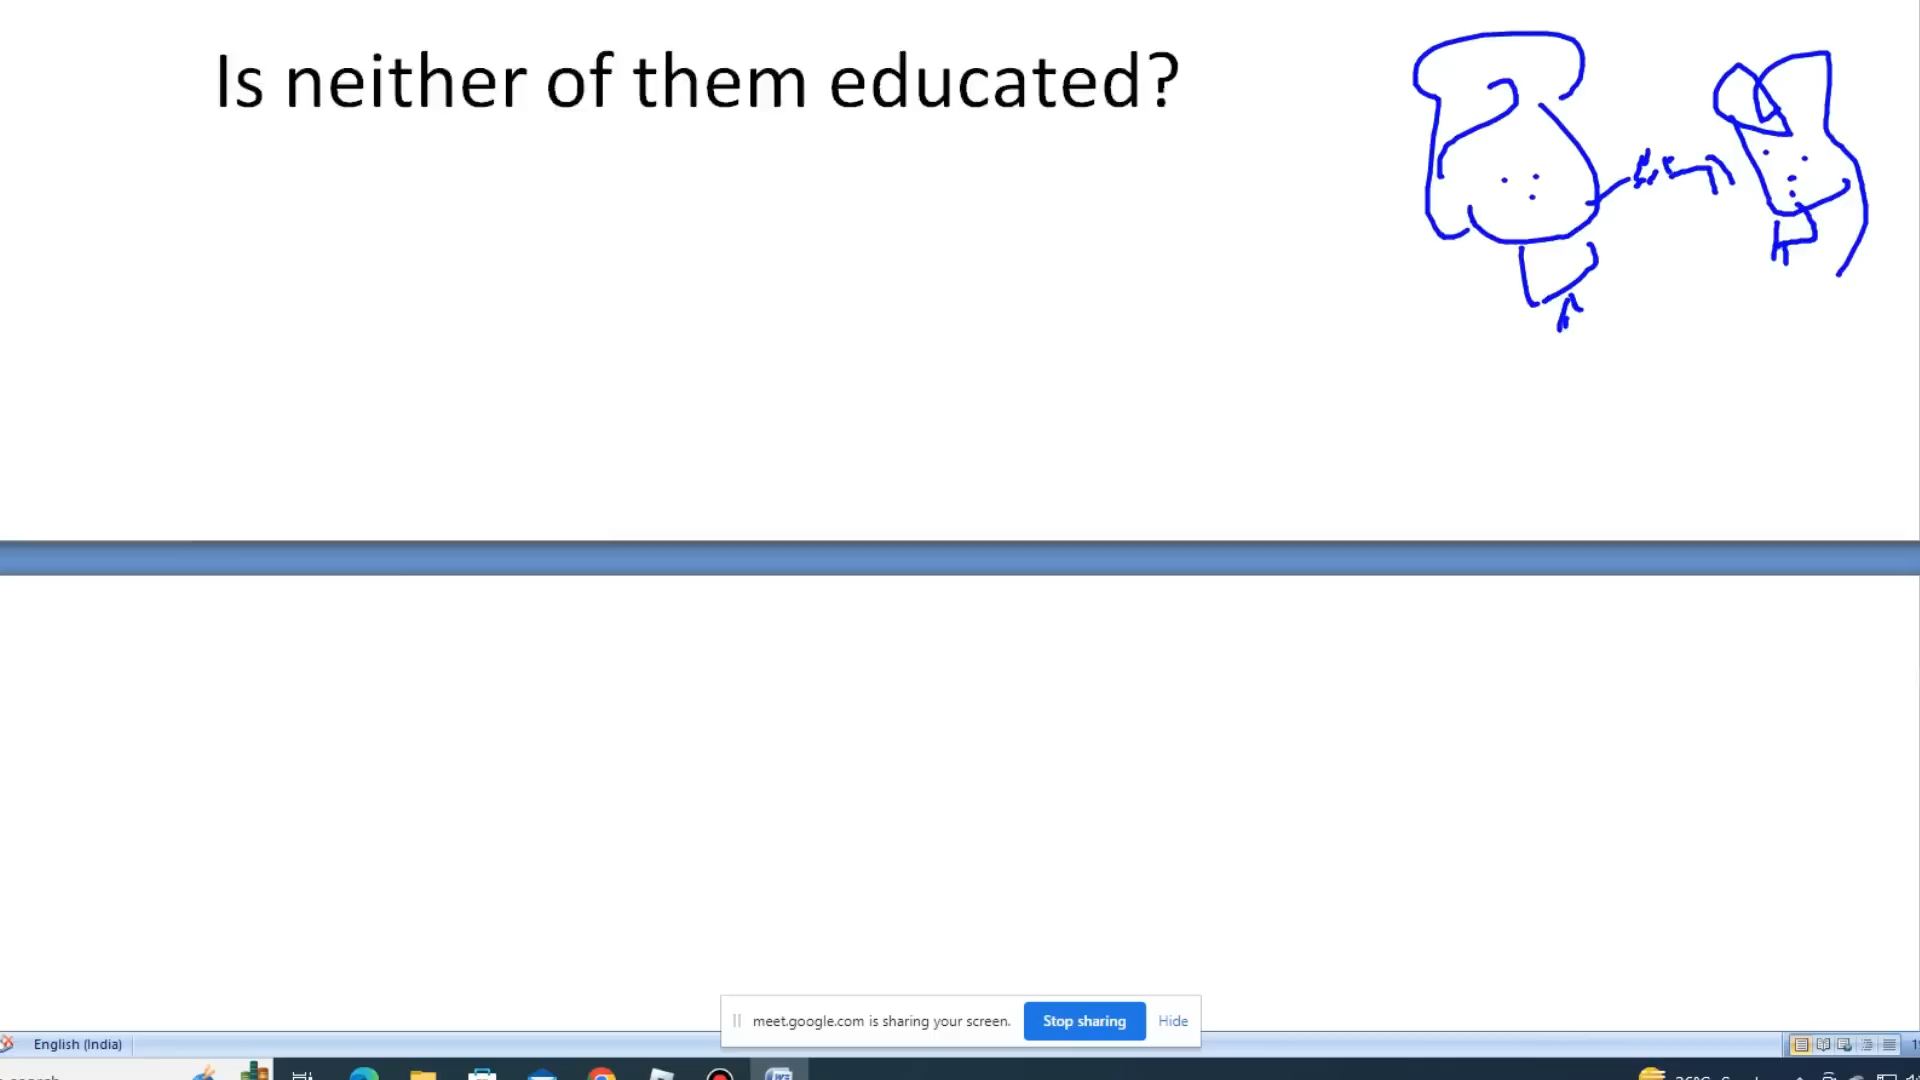 Is neither of them educated?
meet.google.com is sharing your screen. Stop sharing Hide
English (India)